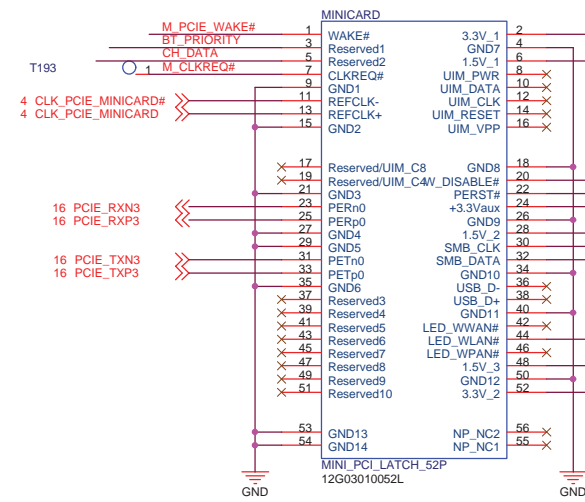 MINICARD
M_PCIE_WAKE# 1 WAKE# 3.3V_1 2
BT_PRIORITY 3 Reserved1 GND7 4
CH_DATA 5 Reserved2 1.5V_1 6
T193 1 M_CLKREQ# 7 CLKREQ# UIM_PWR 8
9 GND1 UIM_DATA 10
4 CLK_PCIE_MINICARD# 11 REFCLK- UIM_CLK 12
4 CLK_PCIE_MINICARD 13 REFCLK+ UIM_RESET 14
15 GND2 UIM_VPP 16
17 Reserved/UIM_C8 GND8 18
19 Reserved/UIM_C4 W_DISABLE# 20
21 GND3 PERST# 22
16 PCIE_RXN3 23 PERn0 +3.3Vaux 24
16 PCIE_RXP3 25 PERp0 GND9 26
27 GND4 1.5V_2 28
29 GND5 SMB_CLK 30
16 PCIE_TXN3 31 PETn0 SMB_DATA 32
16 PCIE_TXP3 33 PETp0 GND10 34
35 GND6 USB_D- 36
37 Reserved3 USB_D+ 38
39 Reserved4 GND11 40
41 Reserved5 LED_WWAN# 42
43 Reserved6 LED_WLAN# 44
45 Reserved7 LED_WPAN# 46
47 Reserved8 1.5V_3 48
49 Reserved9 GND12 50
51 Reserved10 3.3V_2 52
53 GND13 NP_NC2 56
54 GND14 NP_NC1 55
MINI_PCI_LATCH_52P
12G03010052L
GND GND